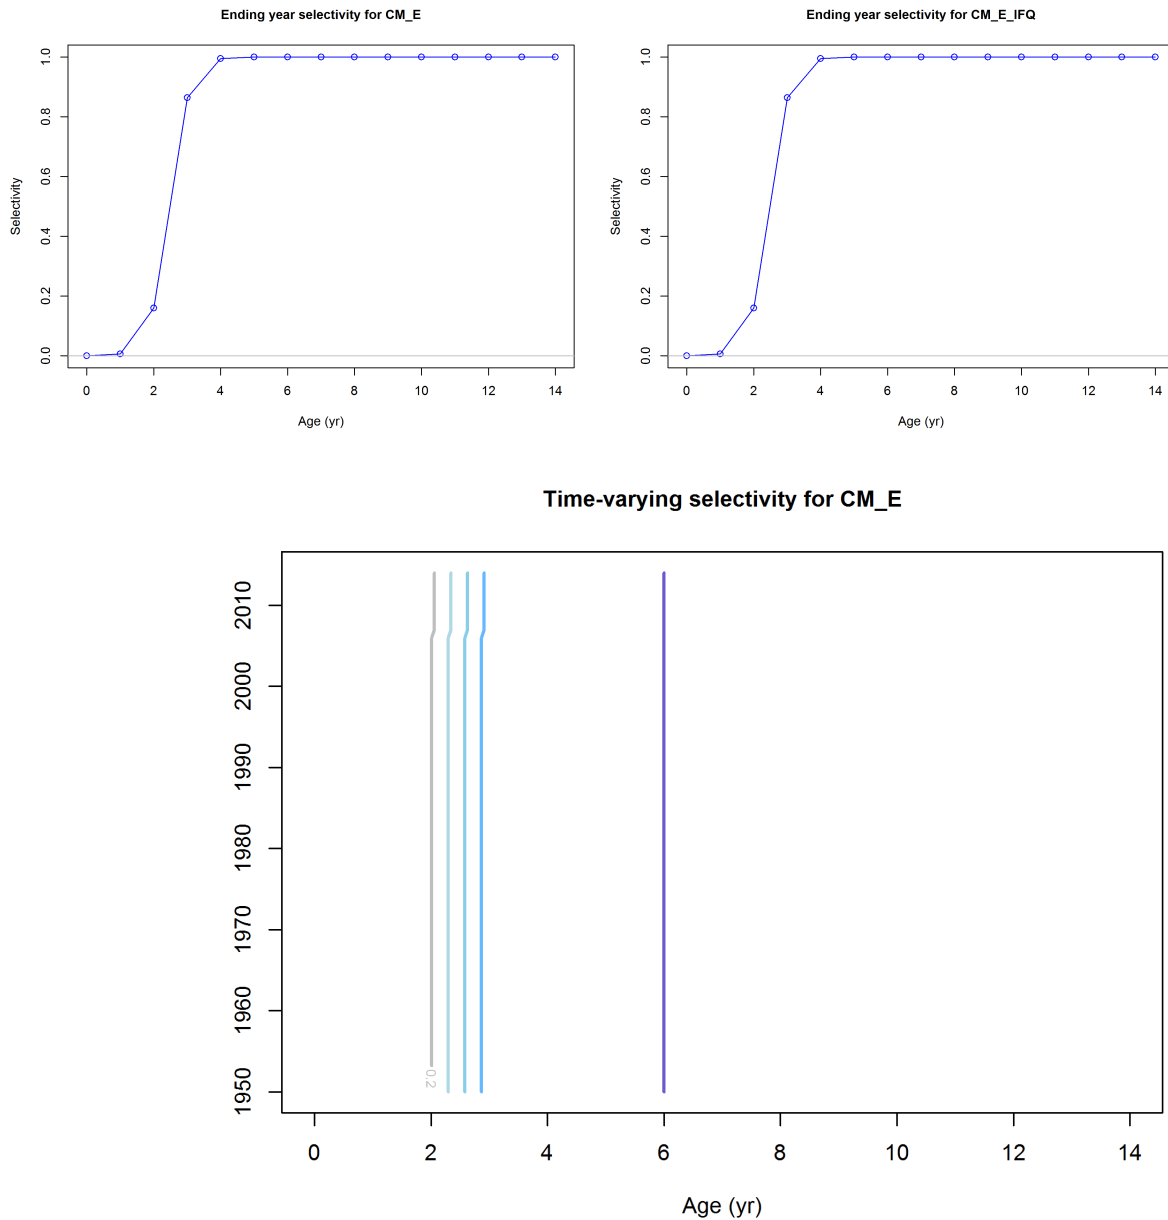 Ending year selectivity for CM_E
Selectivity
1.0
0.8
0.6
0.4
0.2
0.0
0 2 4 6 8 10 12 14
Age (yr)
Ending year selectivity for CM_E_IFQ
Selectivity
1.0
0.8
0.6
0.4
0.2
0.0
0 2 4 6 8 10 12 14
Age (yr)
Time-varying selectivity for CM_E
2010
2000
1990
1980
1970
1960
1950
0.2
0 2 4 6 8 10 12 14
Age (yr)